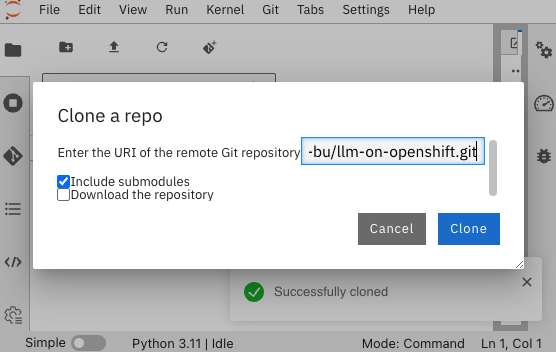 File Edit View Run Kernel Git Tabs Settings Help
Clone a repo
Enter the URI of the remote Git repository
-bu/llm-on-openshift.git
Include submodules
Download the repository
Cancel Clone
Successfully cloned
Simple Python 3.11 | Idle Mode: Command Ln 1, Col 1